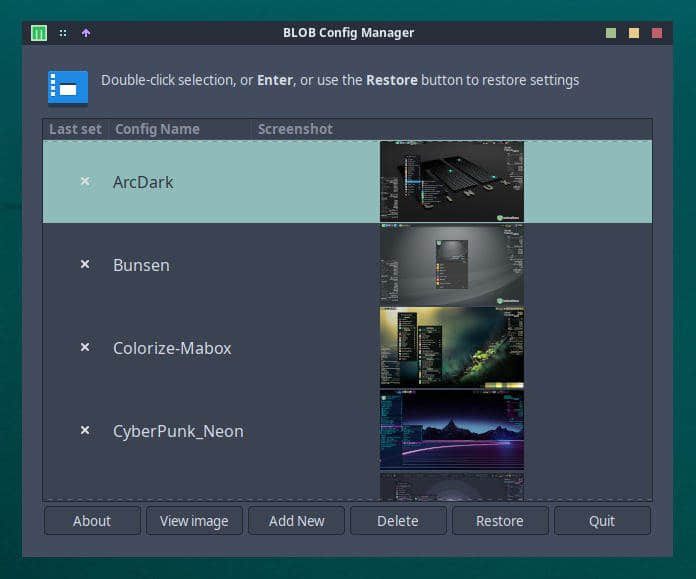 BLOB Config Manager
Double-click selection, or Enter, or use the Restore button to restore settings
Last set Config Name Screenshot
ArcDark
Bunsen
Colorize-Mabox
CyberPunk_Neon
About View image Add New Delete Restore Quit